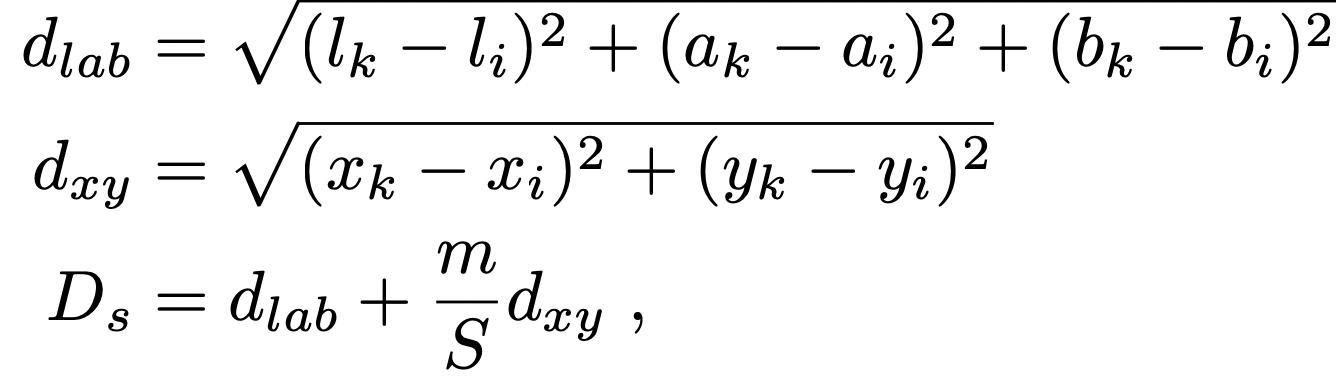 d_{lab} = \sqrt{(l_k - l_i)^2 + (a_k - a_i)^2 + (b_k - b_i)^2}
d_{xy} = \sqrt{(x_k - x_i)^2 + (y_k - y_i)^2}
D_s = d_{lab} + \frac{m}{S} d_{xy} ,